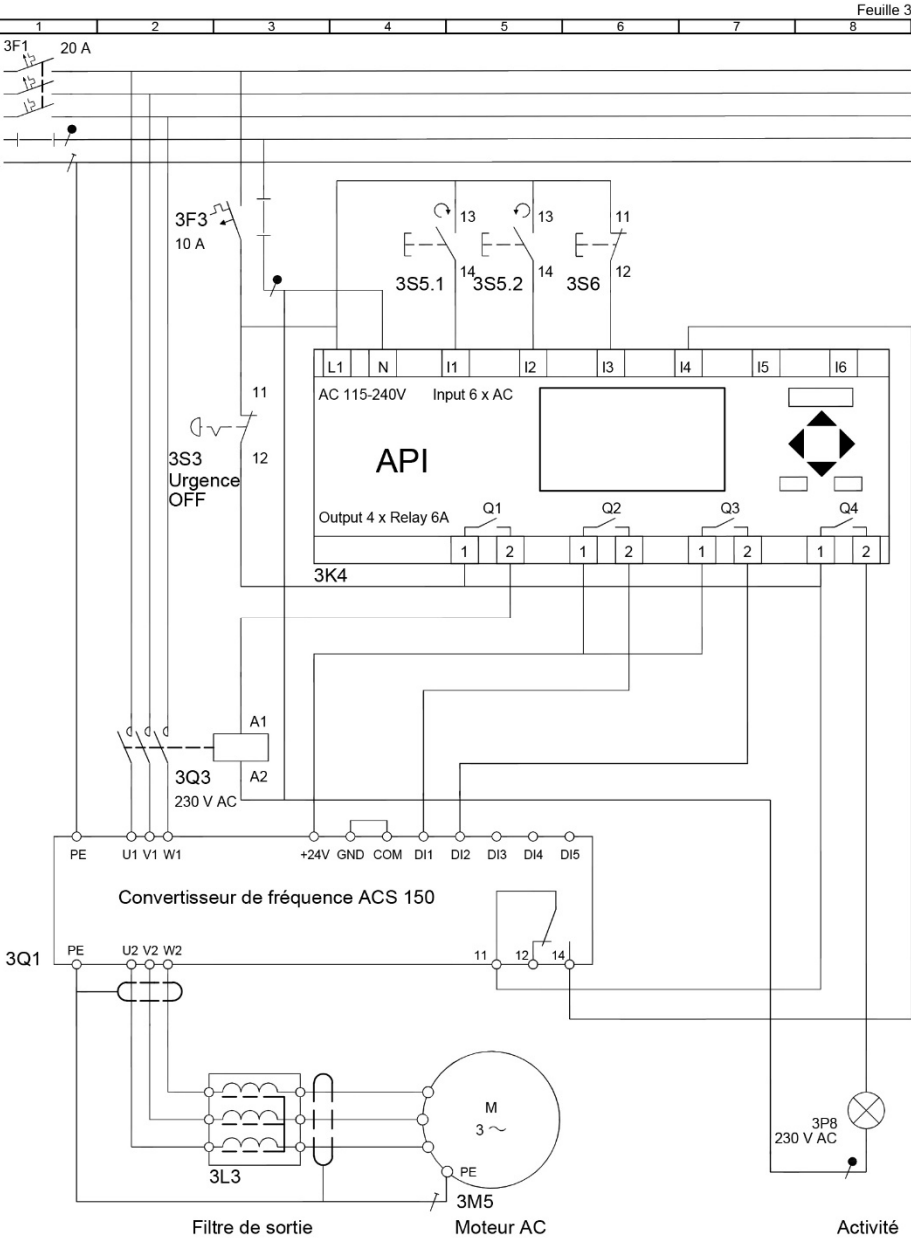 Feuille 3
1 2 3 4 5 6 7 8
3F1 20 A
3F3
10 A
13 13 11
14 14 12
3S5.1 3S5.2 3S6
L1 N I1 I2 I3 I4 I5 I6
AC 115-240V Input 6 x AC
11
12
3S3
Urgence
OFF
API
Q1 Q2 Q3 Q4
Output 4 x Relay 6A
1 2 1 2 1 2 1 2
3K4
A1
3Q3 A2
230 V AC
PE U1 V1 W1 +24V GND COM DI1 DI2 DI3 DI4 DI5
Convertisseur de fréquence ACS 150
3Q1 PE U2 V2 W2 11 12 14
M
3 ~
3P8
230 V AC
PE
3L3 3M5
Filtre de sortie Moteur AC Activité